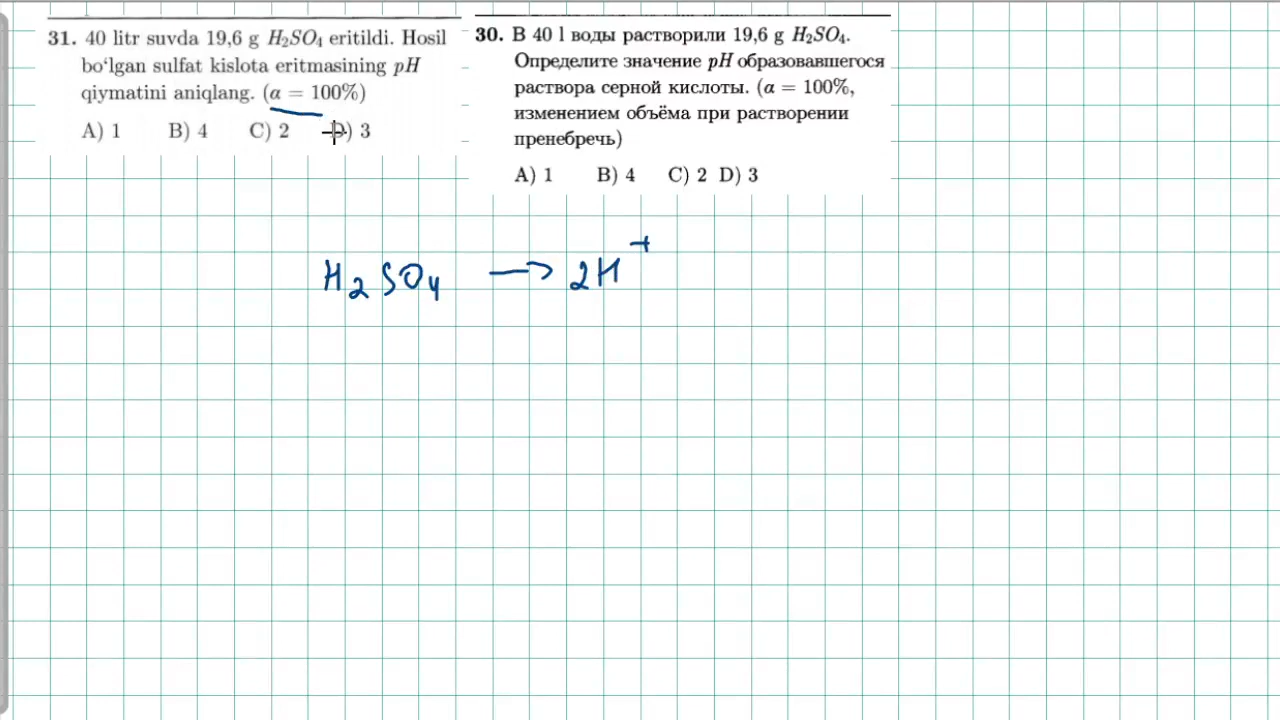 31. 40 litr suvda 19,6 g H₂SO₄ eritildi. Hosil
bo‘lgan sulfat kislota eritmasining pH
qiymatini aniqlang. (α = 100%)
A) 1 B) 4 C) 2 D) 3
30. В 40 l воды растворили 19,6 g H₂SO₄.
Определите значение pH образовавшегося
раствора серной кислоты. (α = 100%,
изменением объёма при растворении
пренебречь)
A) 1 B) 4 C) 2 D) 3
H₂SO₄ → 2H⁺